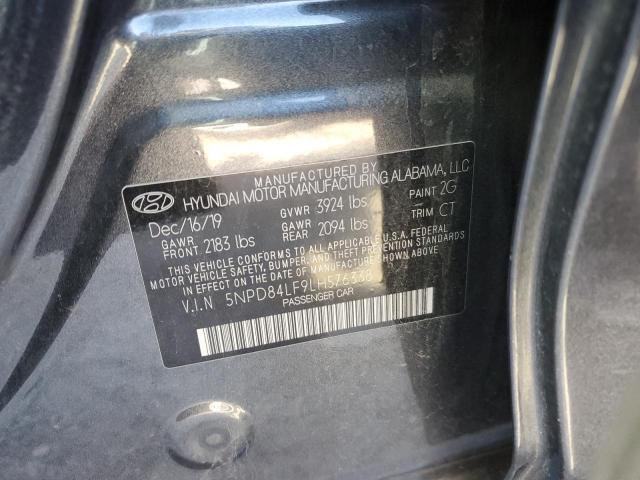 MANUFACTURED BY
HYUNDAI MOTOR MANUFACTURING ALABAMA, LLC
Dec/16/19 GVWR 3924 lbs PAINT 2G
GAWR FRONT 2183 lbs GAWR REAR 2094 lbs TRIM CT
THIS VEHICLE CONFORMS TO ALL APPLICABLE U.S.A. FEDERAL
MOTOR VEHICLE SAFETY, BUMPER, AND THEFT PREVENTION STANDARDS
IN EFFECT ON THE DATE OF MANUFACTURE SHOWN ABOVE.
V.I.N 5NPD84LF9LH576338
PASSENGER CAR